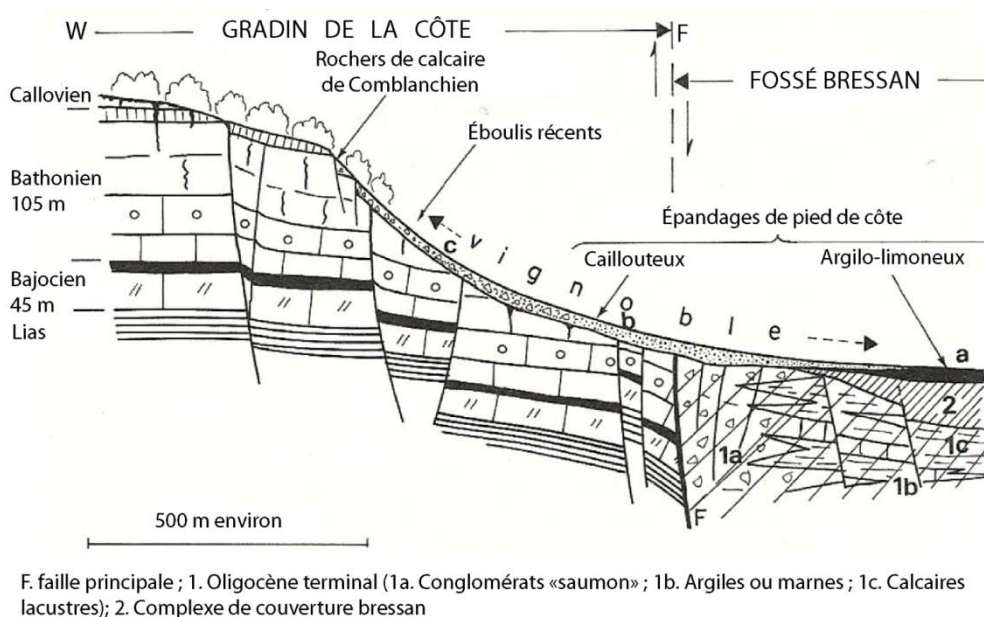 W
GRADIN DE LA CÔTE
F
Rochers de calcaire
de Comblanchien
FOSSÉ BRESSAN
Callovien
Éboulis récents
Bathonien
105 m
Épandages de pied de côte
Caillouteux
Argilo-limoneux
vignoble
c
b
a
Bajocien
45 m
Lias
2
1a
1c
1b
F
500 m environ
F. faille principale ; 1. Oligocène terminal (1a. Conglomérats «saumon» ; 1b. Argiles ou marnes ; 1c. Calcaires
lacustres); 2. Complexe de couverture bressan